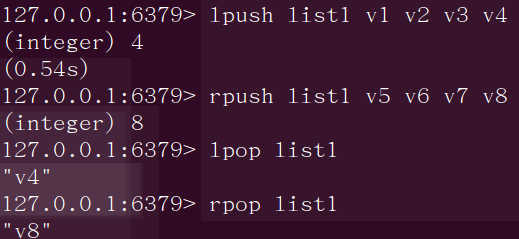 127.0.0.1:6379> lpush list1 v1 v2 v3 v4
(integer) 4
(0.54s)
127.0.0.1:6379> rpush list1 v5 v6 v7 v8
(integer) 8
127.0.0.1:6379> lpop list1
"v4"
127.0.0.1:6379> rpop list1
"v8"